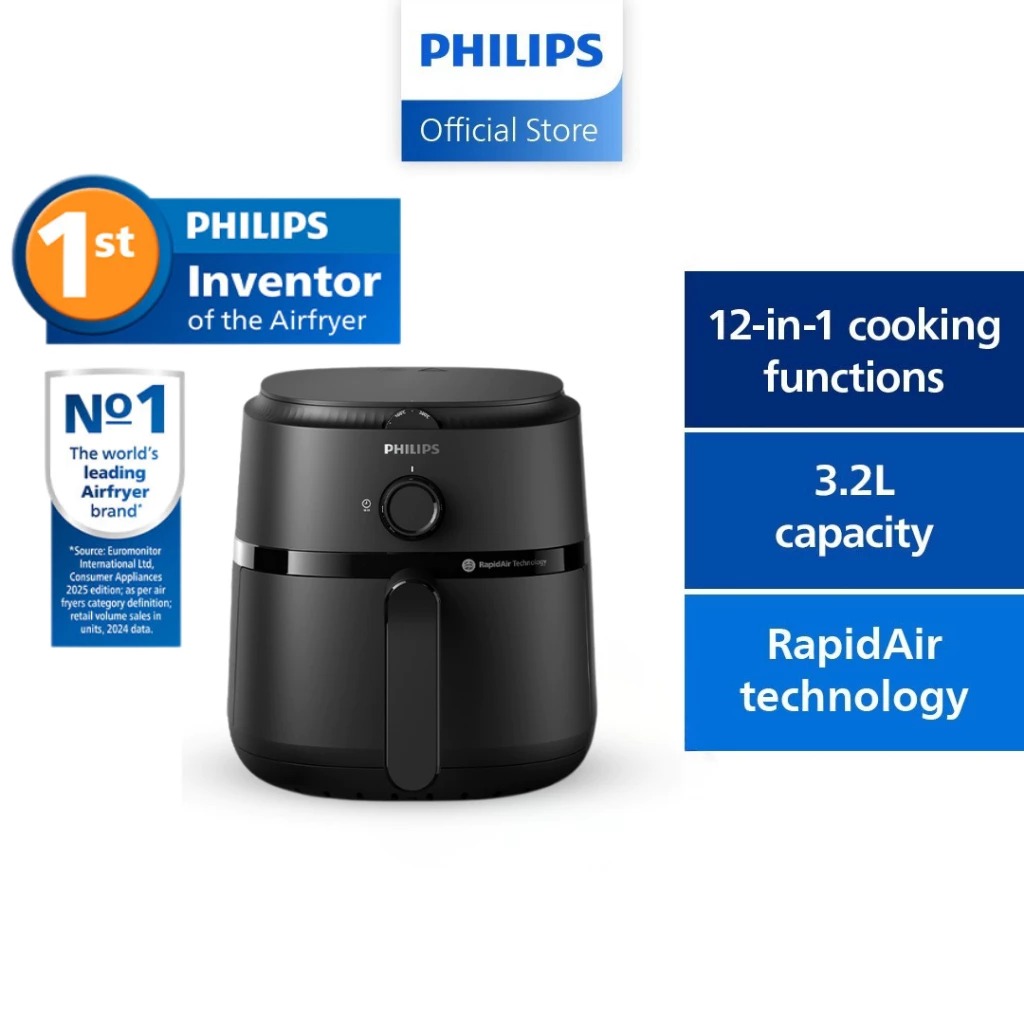 PHILIPS
Official Store
1st
PHILIPS
Inventor
of the Airfryer
Nº1
The world's
leading
Airfryer
brand*
*Source: Euromonitor
International Ltd,
Consumer Appliances
2025 edition; as per air
fryers category definition;
retail volume sales in
units, 2024 data.
PHILIPS
RapidAir Technology
12-in-1 cooking
functions
3.2L
capacity
RapidAir
technology